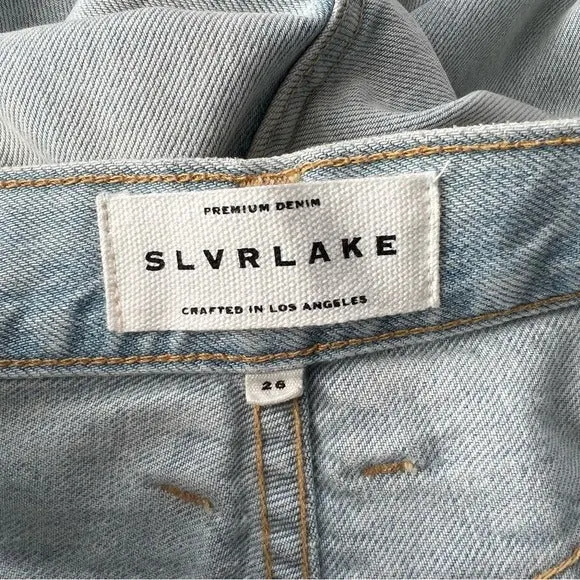 PREMIUM DENIM
SLVRLAKE
CRAFTED IN LOS ANGELES
26